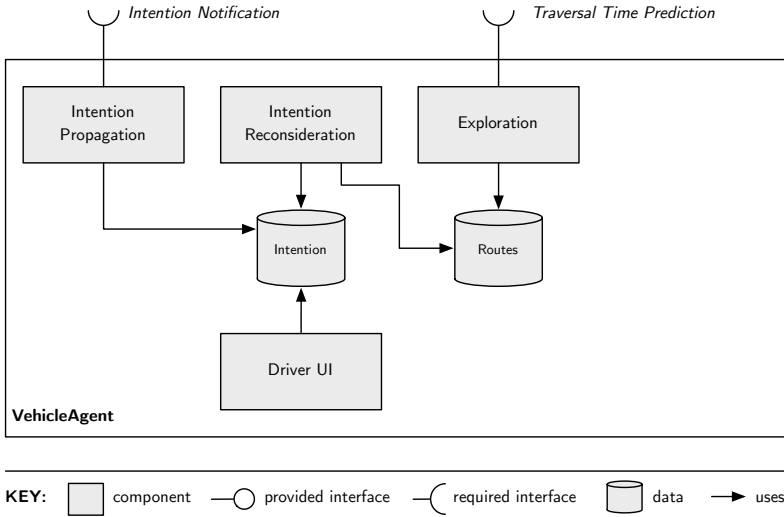 Intention Notification
Traversal Time Prediction
Intention
Propagation
Intention
Reconsideration
Exploration
Intention
Routes
Driver UI
VehicleAgent
KEY: component provided interface required interface data uses